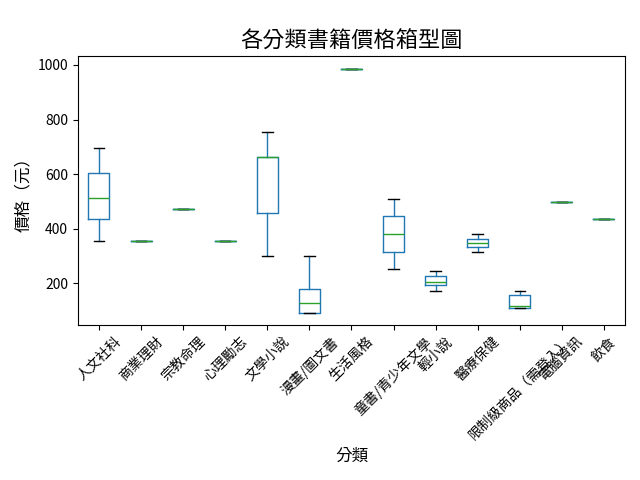 各分類書籍價格箱型圖
價格（元）
1000
800
600
400
200
人文社科
商業理財
宗教命理
心理勵志
文學小說
漫畫/圖文書
生活風格
童書/青少年文學
輕小說
醫療保健
限制級商品（需登入）
電腦資訊
飲食
分類